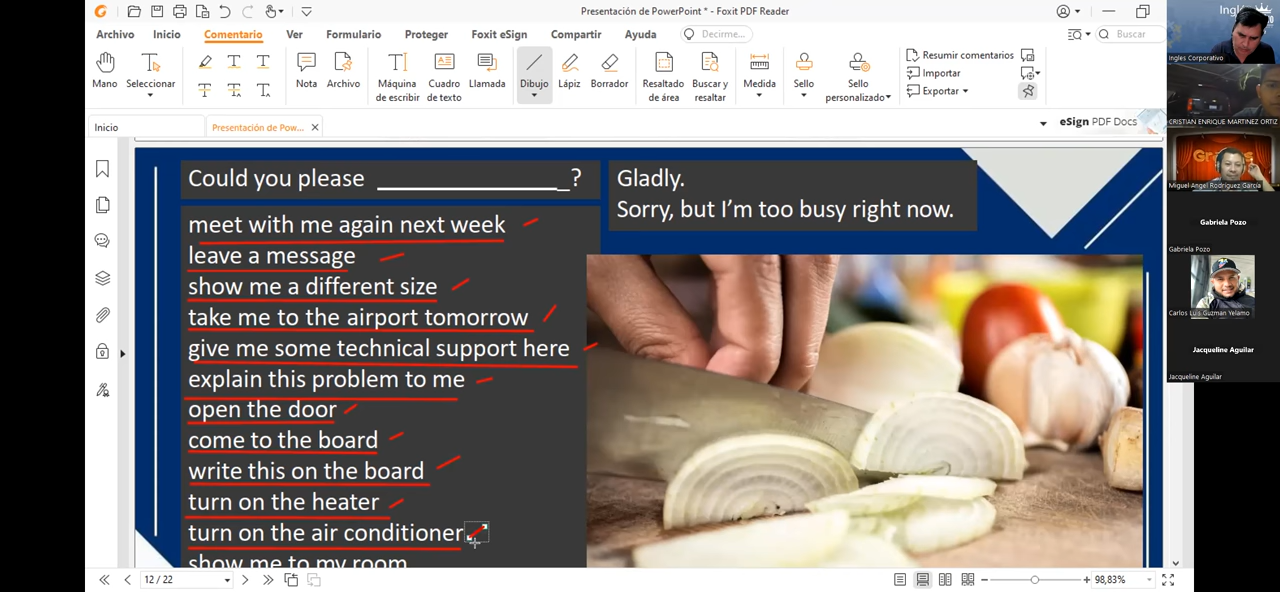 Presentación de PowerPoint * - Foxit PDF Reader
Archivo Inicio Comentario Ver Formulario Proteger Foxit eSign Compartir Ayuda Decirme... Buscar
Mano Seleccionar Nota Archivo Máquina de escribir Cuadro de texto Llamada Dibujo Lápiz Borrador Resaltado de área Buscar y resaltar Medida Sello Sello personalizado
Resumir comentarios
Importar
Exportar
Inicio Presentación de Pow... eSign PDF Docs
Could you please ________________?
meet with me again next week
leave a message
show me a different size
take me to the airport tomorrow
give me some technical support here
explain this problem to me
open the door
come to the board
write this on the board
turn on the heater
turn on the air conditioner
show me to my room
Gladly.
Sorry, but I'm too busy right now.
12 / 22 98,83%
Ingles Corporativo
CRISTIAN ENRIQUE MARTINEZ ORTIZ
Miguel Angel Rodriguez Garcia
Gabriela Pozo
Gabriela Pozo
Carlos Luis Guzman Yelamo
Jacqueline Aguilar
Jacqueline Aguilar